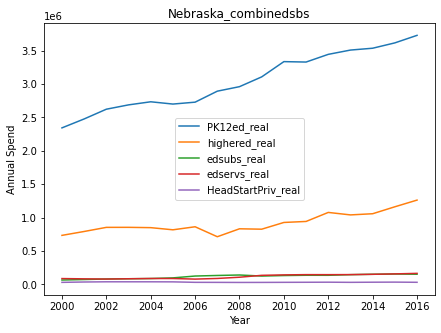 Nebraska_combinedsbs
1e6
3.5
3.0
2.5
2.0
1.5
1.0
0.5
0.0
Annual Spend
PK12ed_real
highered_real
edsubs_real
edservs_real
HeadStartPriv_real
2000 2002 2004 2006 2008 2010 2012 2014 2016
Year